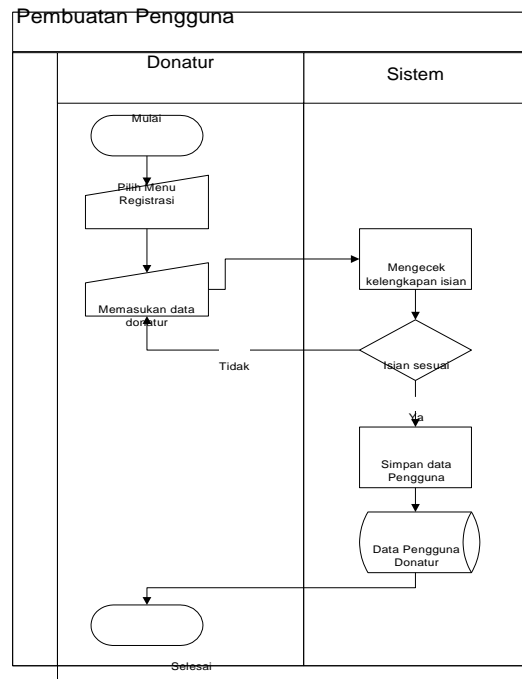 Pembuatan Pengguna
Donatur
Sistem
Mulai
Pilih Menu
Registrasi
Memasukan data
donatur
Mengecek
kelengkapan isian
Isian sesuai
Tidak
Ya
Simpan data
Pengguna
Data Pengguna
Donatur
Selesai